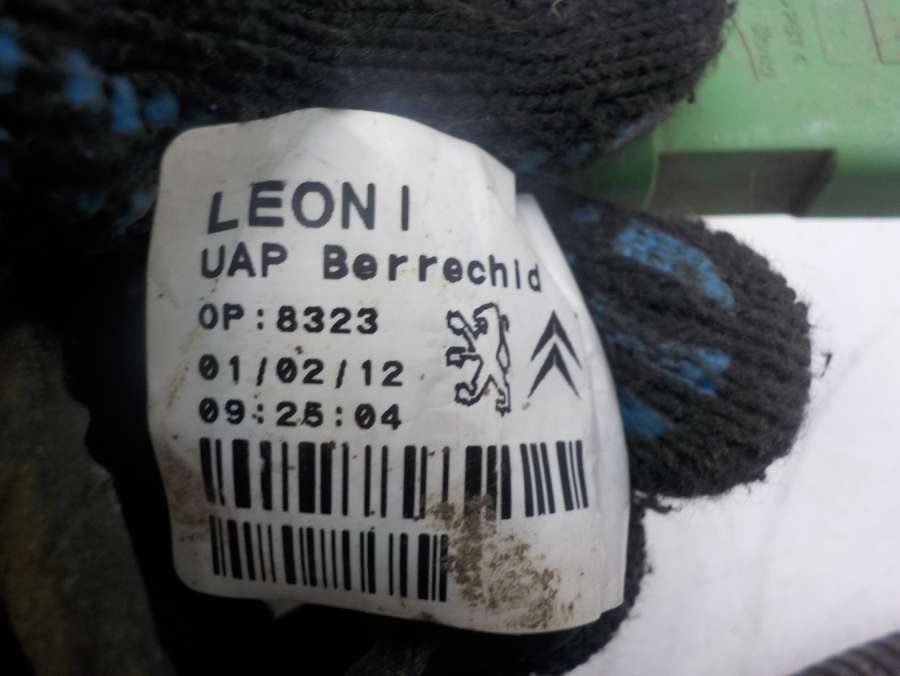 LEONI
UAP Berrechid
OP:8323
01/02/12
09:25:04